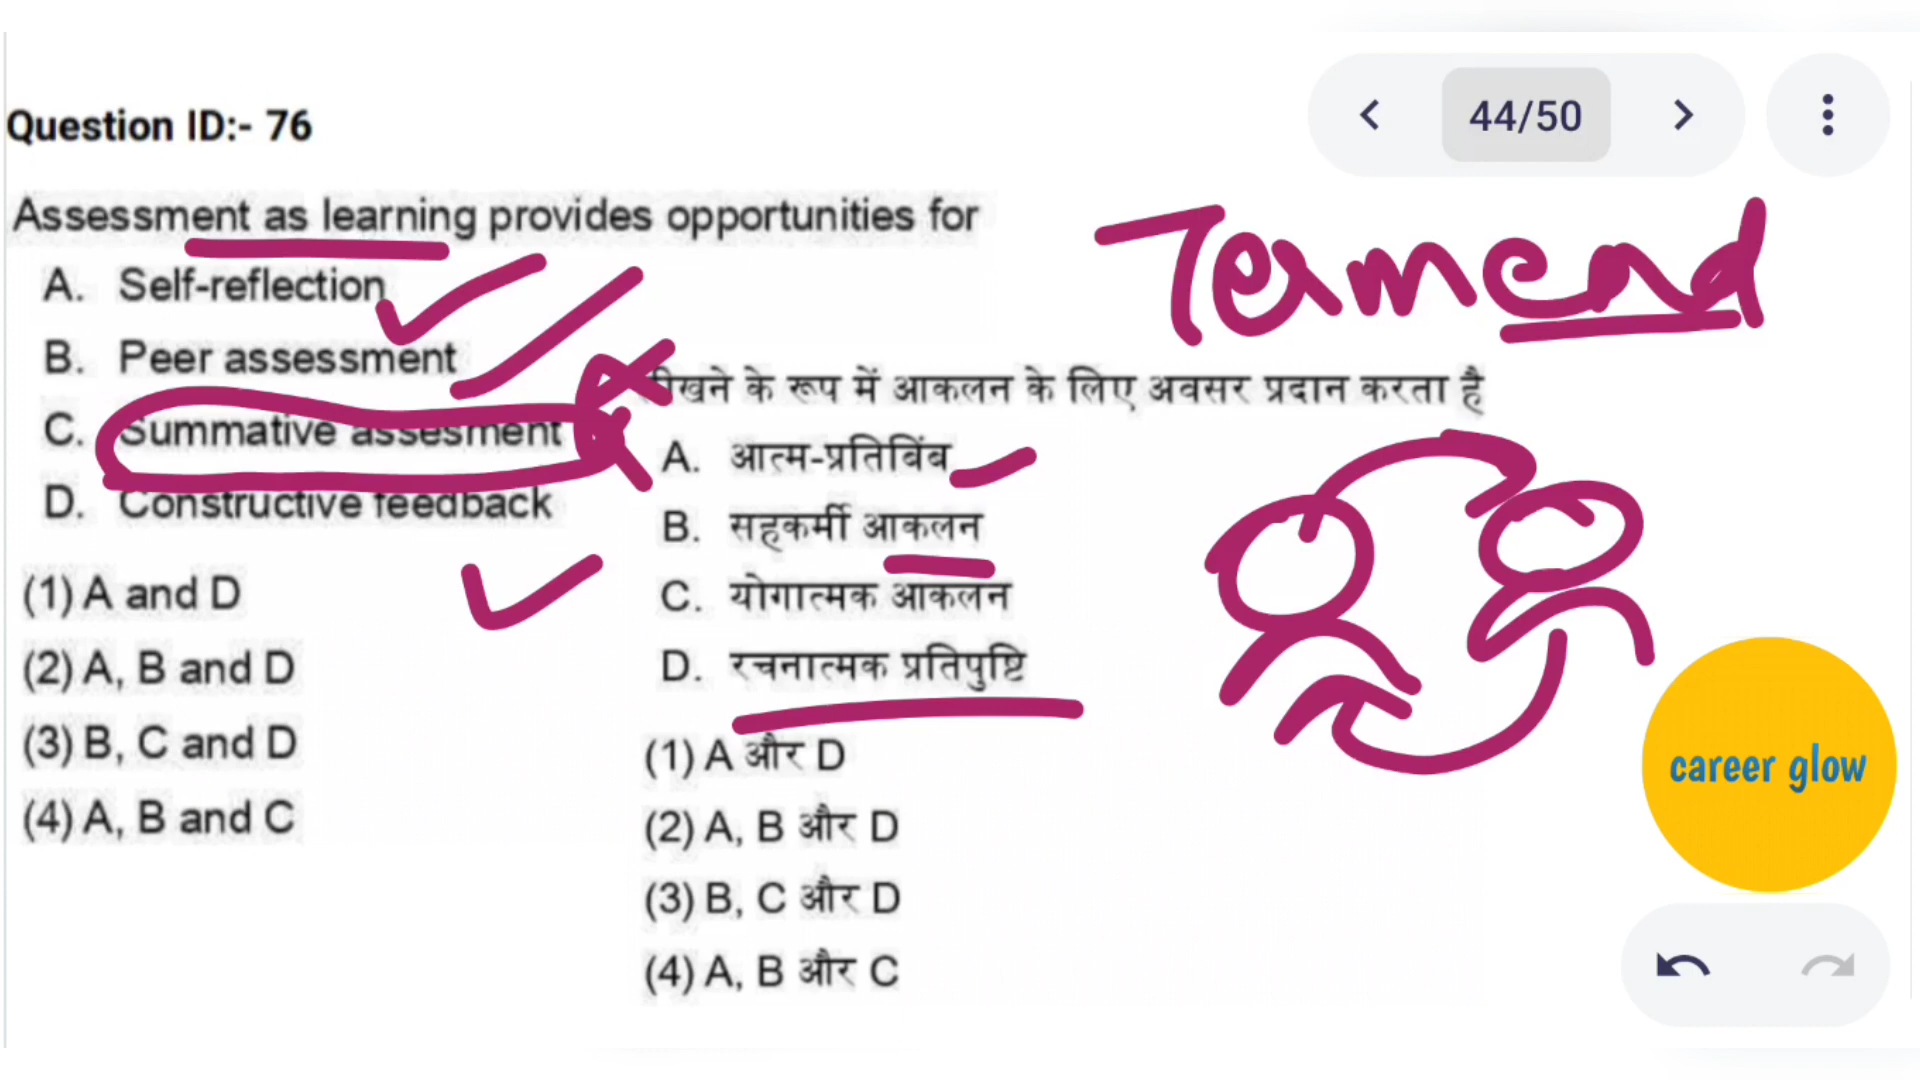 44/50
Question ID:- 76
Term end
Assessment as learning provides opportunities for
A. Self-reflection
B. Peer assessment
C. Summative assesment
D. Constructive feedback
(1) A and D
(2) A, B and D
(3) B, C and D
(4) A, B and C
के रूप में आकलन के लिए अवसर प्रदान करता है
A. आत्म-प्रतिबिंब
B. सहकर्मी आकलन
C. योगात्मक आकलन
D. रचनात्मक प्रतिपुष्टि
(1) A और D
(2) A, B और D
(3) B, C और D
(4) A, B और C
career glow